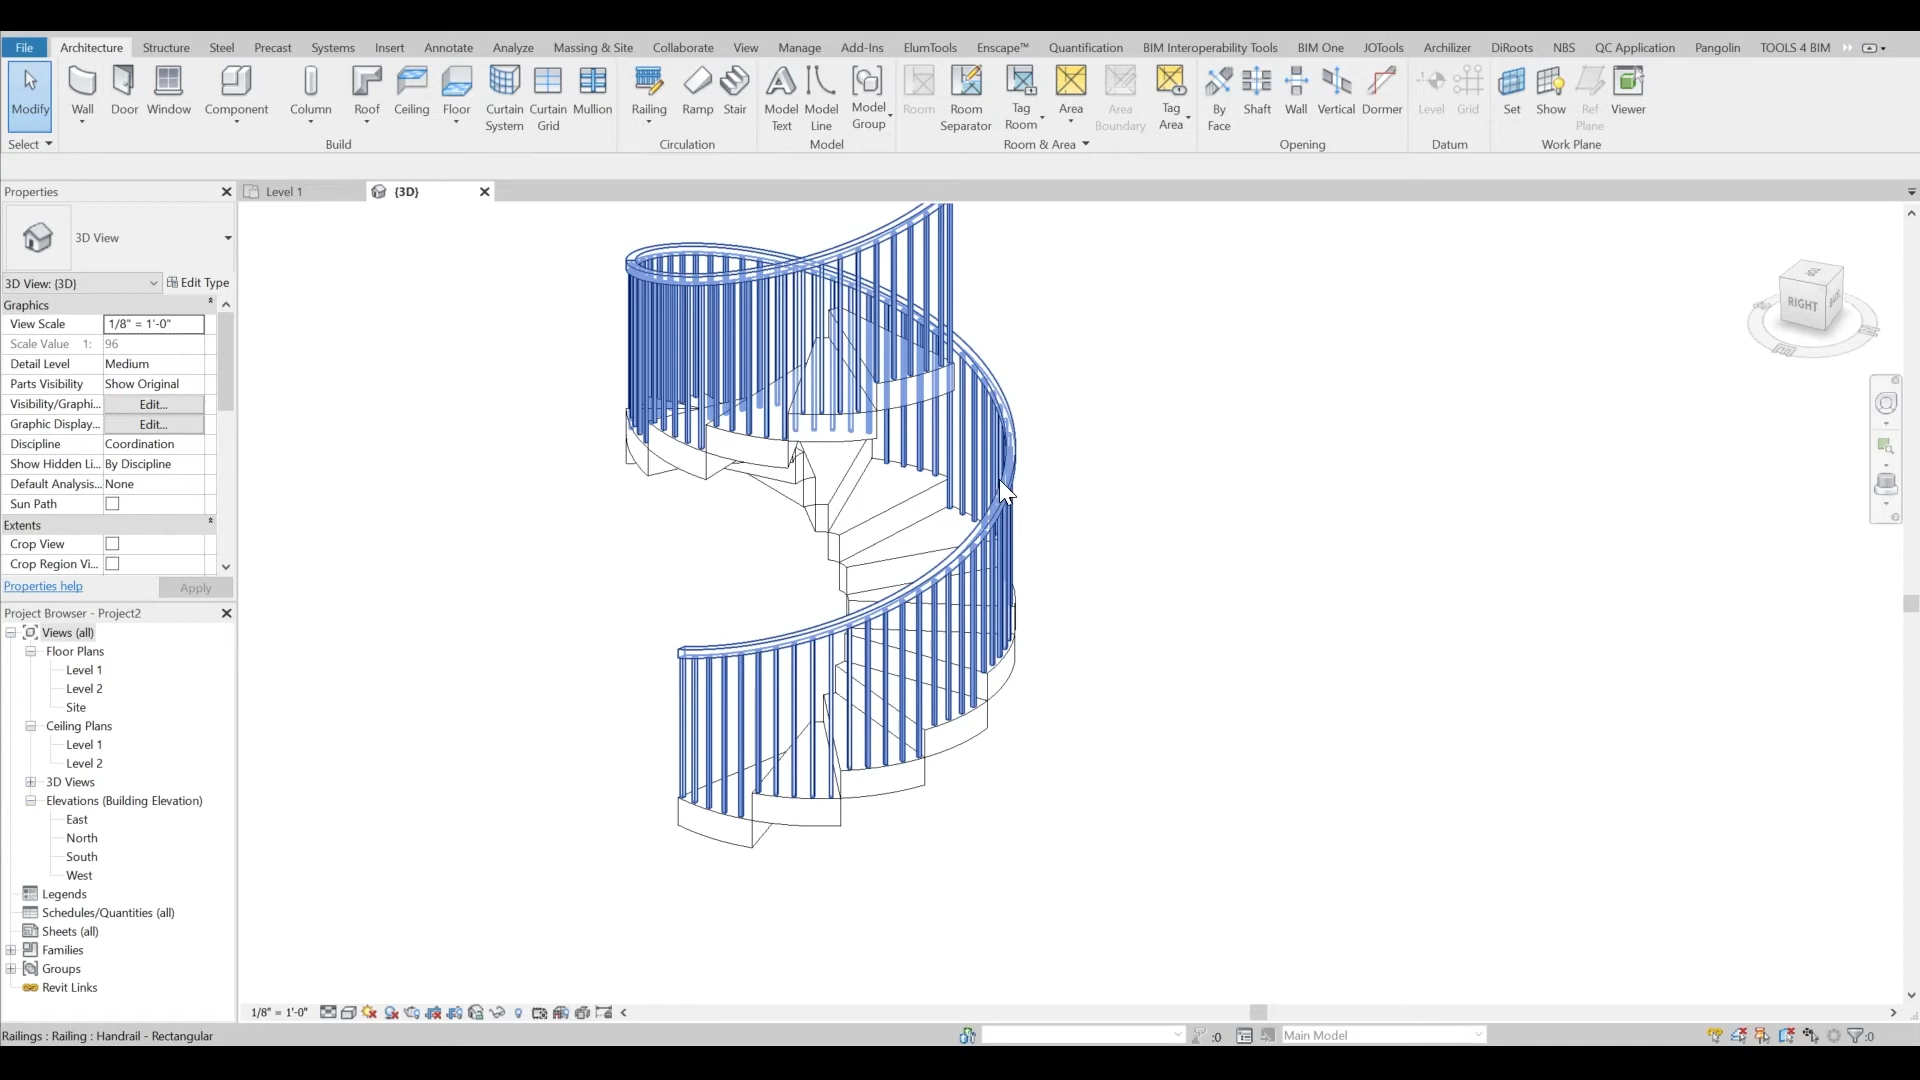 File Architecture Structure Steel Precast Systems Insert Annotate Analyze Massing & Site Collaborate View Manage Add-Ins ElumTools Enscape™ Quantification BIM Interoperability Tools BIM One JOTools Archilizer DiRoots NBS QC Application Pangolin TOOLS 4 BIM
Modify Wall Door Window Component Column Roof Ceiling Floor Curtain System Curtain Grid Mullion Railing Ramp Stair Model Text Model Line Model Group Room Room Separator Tag Room Area Area Boundary Tag Area By Face Shaft Wall Vertical Dormer Level Grid Set Show Ref Plane Viewer
Select Build Circulation Model Room & Area Opening Datum Work Plane
Properties
Level 1 {3D}
3D View
3D View: {3D} Edit Type
Graphics
View Scale 1/8" = 1'-0"
Scale Value 1: 96
Detail Level Medium
Parts Visibility Show Original
Visibility/Graphi... Edit...
Graphic Display... Edit...
Discipline Coordination
Show Hidden Li... By Discipline
Default Analysis... None
Sun Path
Extents
Crop View
Crop Region Vi...
Properties help Apply
Project Browser - Project2
Views (all)
Floor Plans
Level 1
Level 2
Site
Ceiling Plans
Level 1
Level 2
3D Views
Elevations (Building Elevation)
East
North
South
West
Legends
Schedules/Quantities (all)
Sheets (all)
Families
Groups
Revit Links
RIGHT
1/8" = 1'-0"
Railings : Railing : Handrail - Rectangular
:0
Main Model
:0